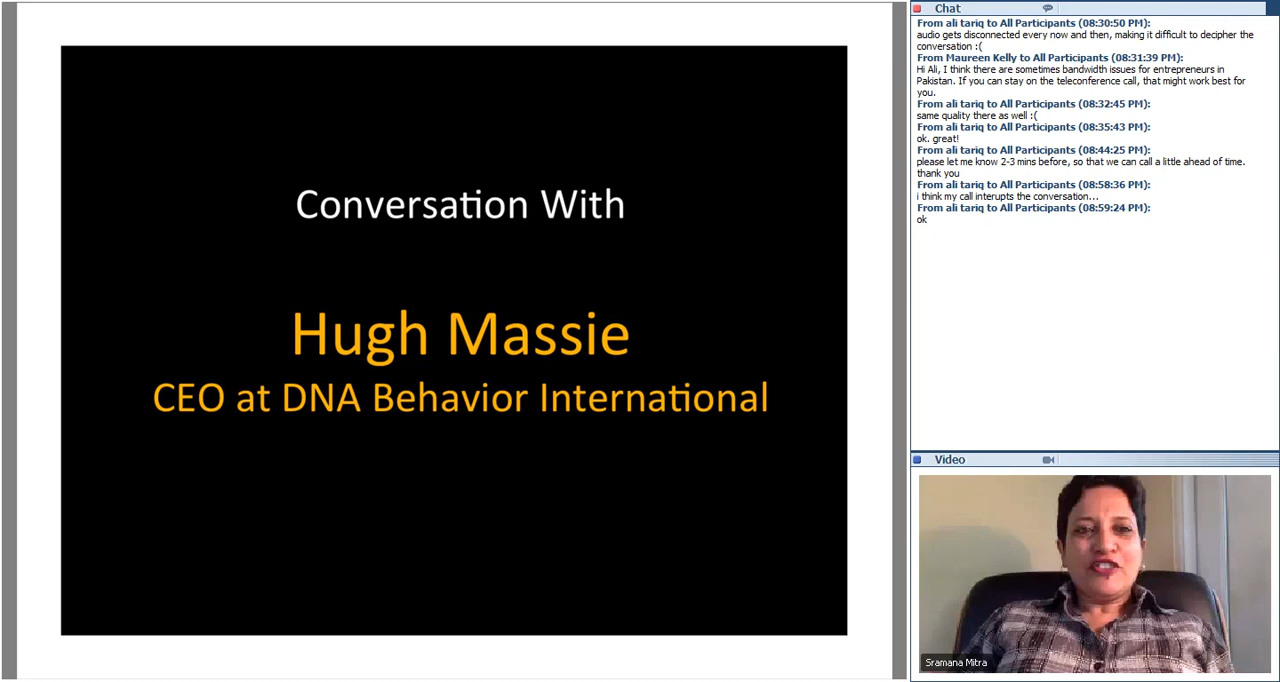 Conversation With
Hugh Massie
CEO at DNA Behavior International
Chat
From ali tariq to All Participants (08:30:50 PM):
audio gets disconnected every now and then, making it difficult to decipher the
conversation :(
From Maureen Kelly to All Participants (08:31:39 PM):
Hi Ali, I think there are sometimes bandwidth issues for entrepreneurs in
Pakistan. If you can stay on the teleconference call, that might work best for
you.
From ali tariq to All Participants (08:32:45 PM):
same quality there as well :(
From ali tariq to All Participants (08:35:43 PM):
ok. great!
From ali tariq to All Participants (08:44:25 PM):
please let me know 2-3 mins before, so that we can call a little ahead of time.
thank you
From ali tariq to All Participants (08:58:36 PM):
i think my call interupts the conversation...
From ali tariq to All Participants (08:59:24 PM):
ok
Video
Sramana Mitra